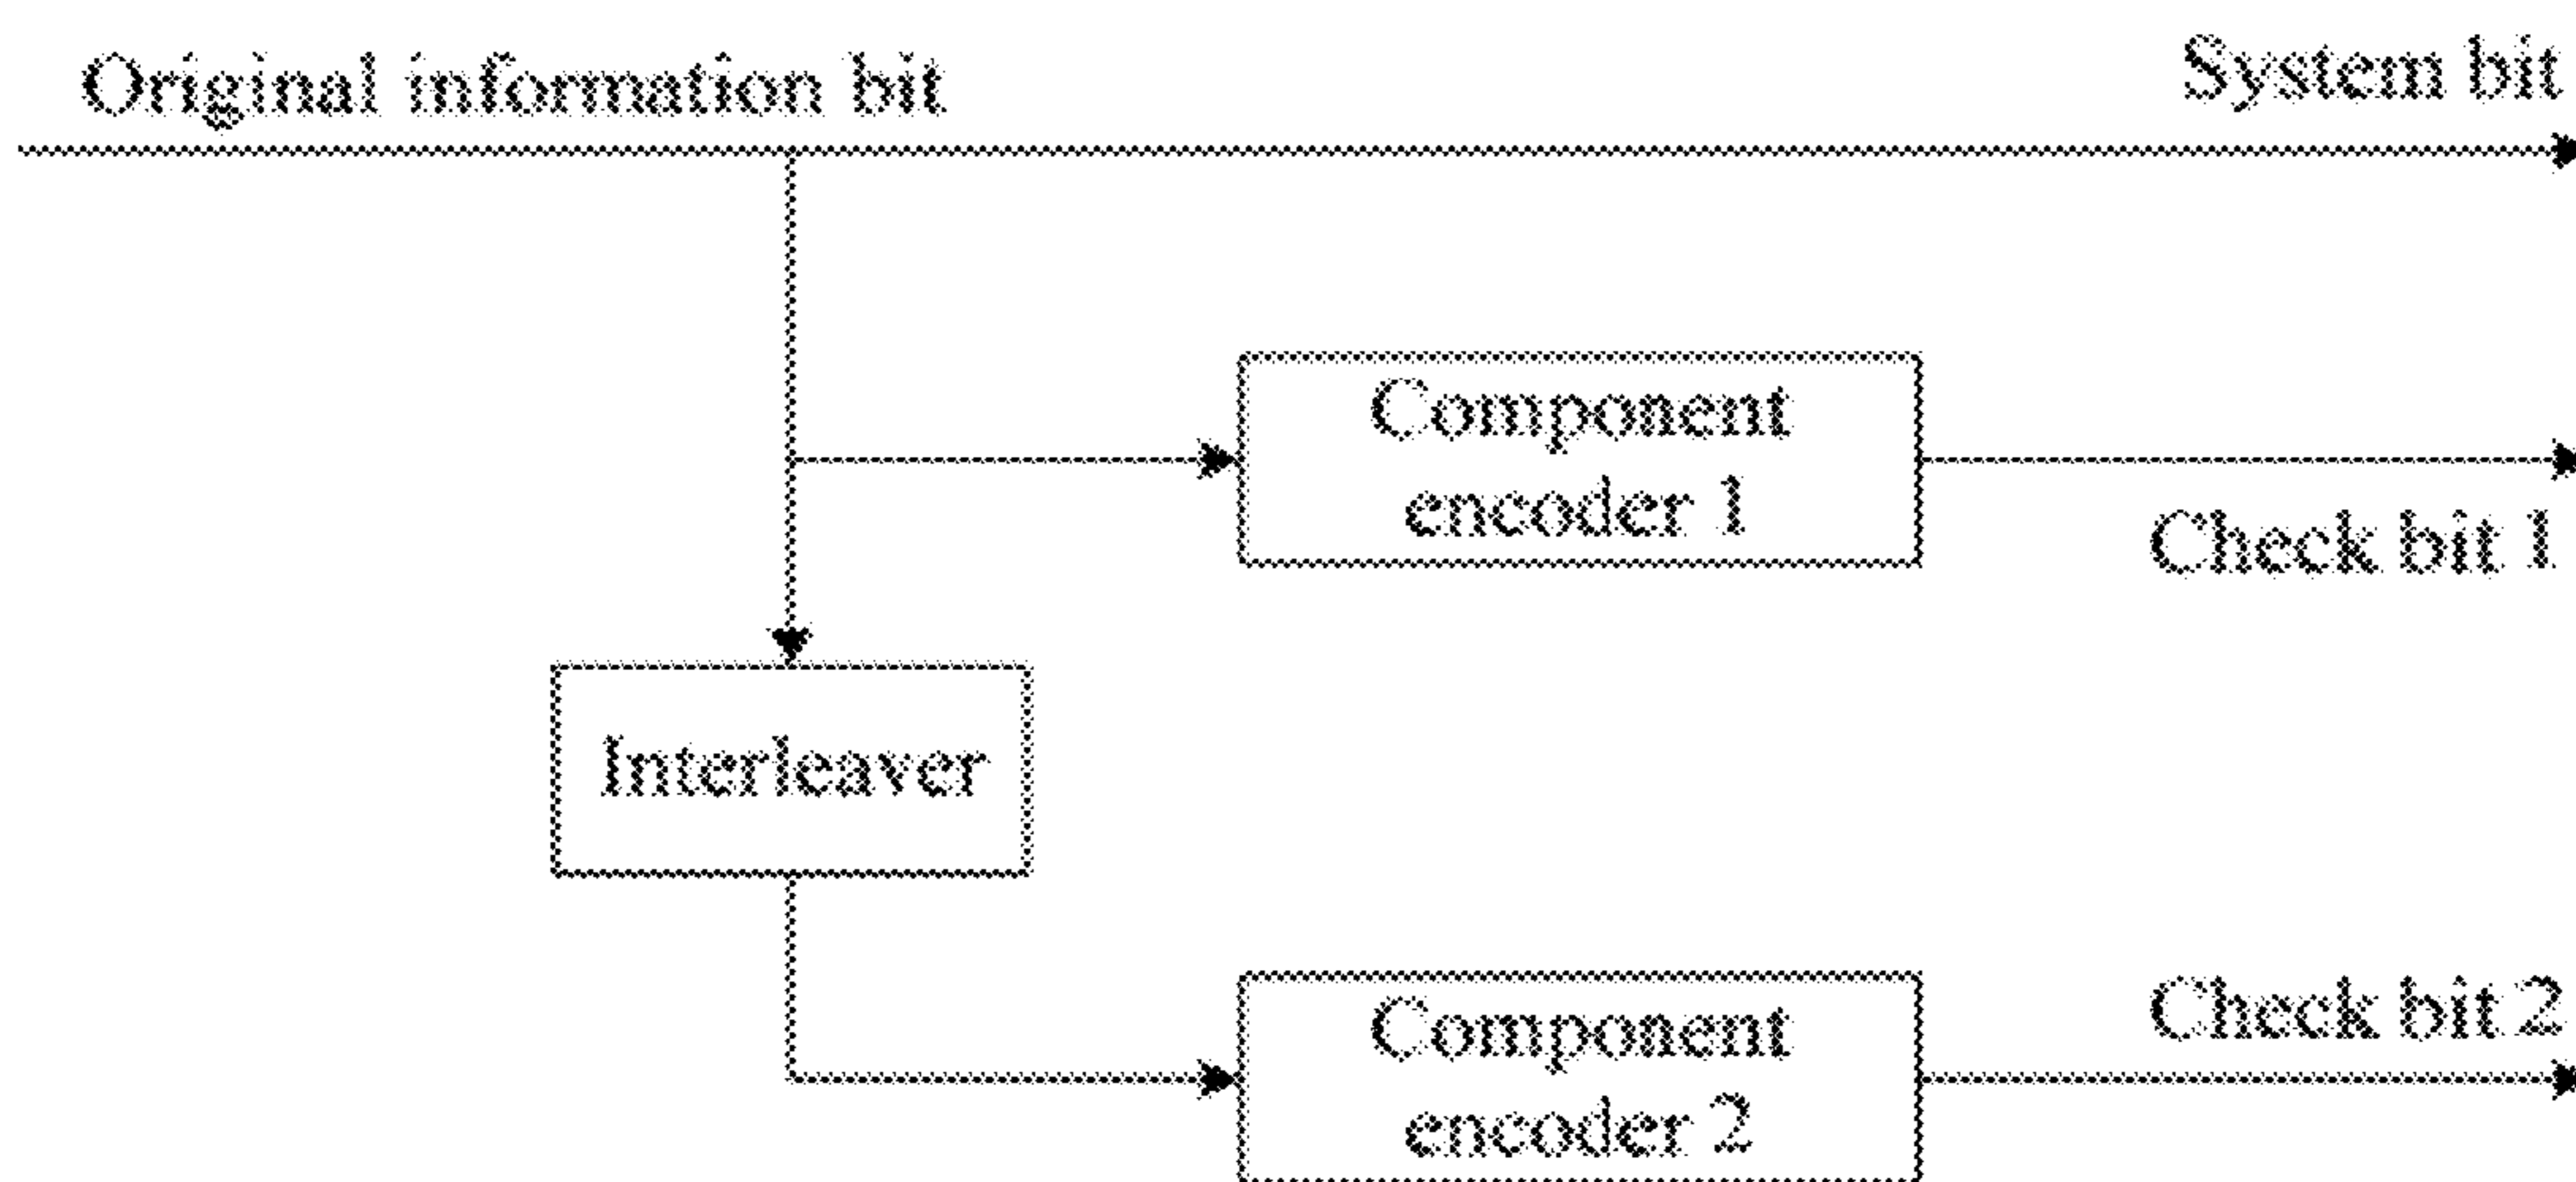 Original information bit
System bit
Component
encoder 1
Check bit 1
Interleaver
Check bit 2
Component
encoder 2